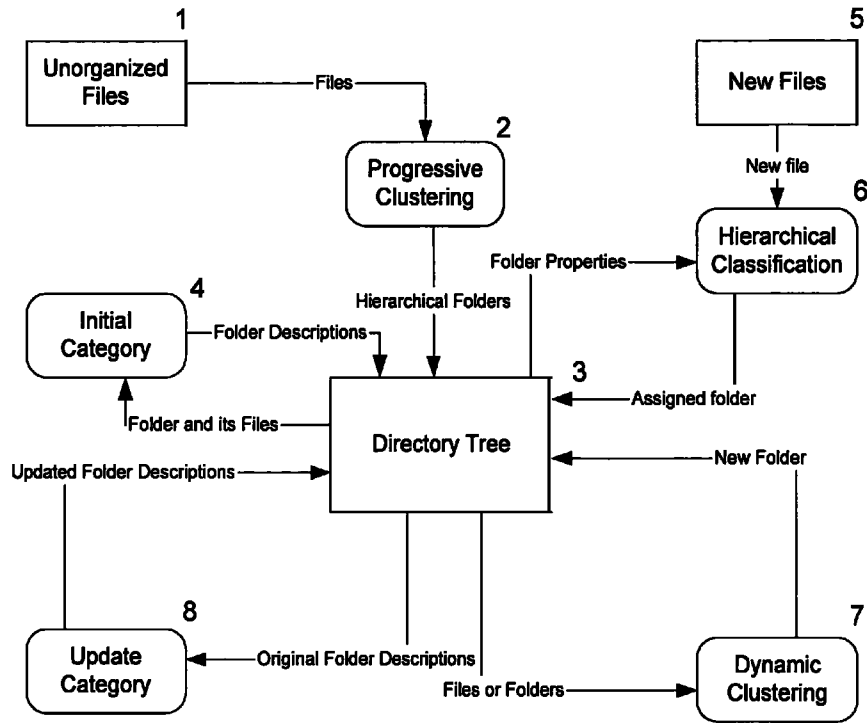 1
5
Unorganized
Files
Files
New Files
2
Progressive
Clustering
New file
6
Hierarchical
Classification
Folder Properties
4
Initial
Category
Folder Descriptions
Hierarchical Folders
3
Directory Tree
Assigned folder
Folder and its Files
New Folder
Updated Folder Descriptions
8
Update
Category
Original Folder Descriptions
7
Dynamic
Clustering
Files or Folders